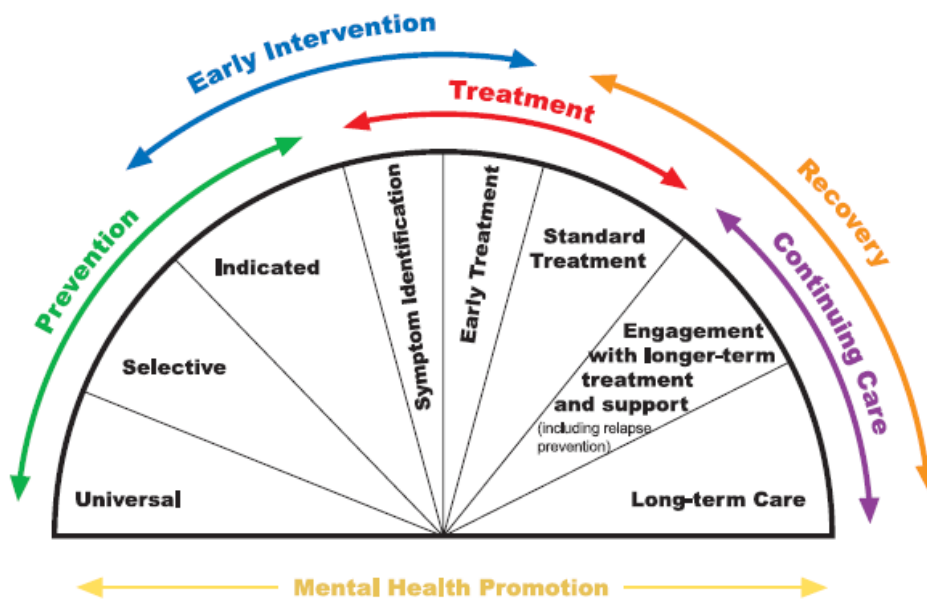 Early Intervention
Treatment
Prevention
Recovery
Continuing Care
Universal
Selective
Indicated
Symptom Identification
Early Treatment
Standard
Treatment
Engagement
with longer-term
treatment
and support
(including relapse
prevention)
Long-term Care
Mental Health Promotion